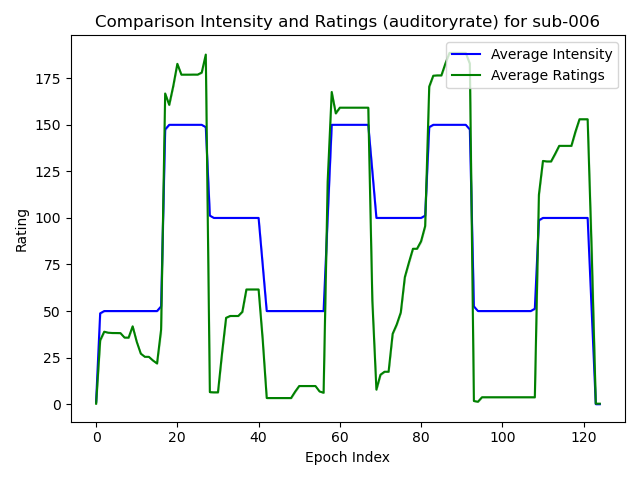 Comparison Intensity and Ratings (auditoryrate) for sub-006
Average Intensity
Average Ratings
Rating
175
150
125
100
75
50
25
0
0 20 40 60 80 100 120
Epoch Index